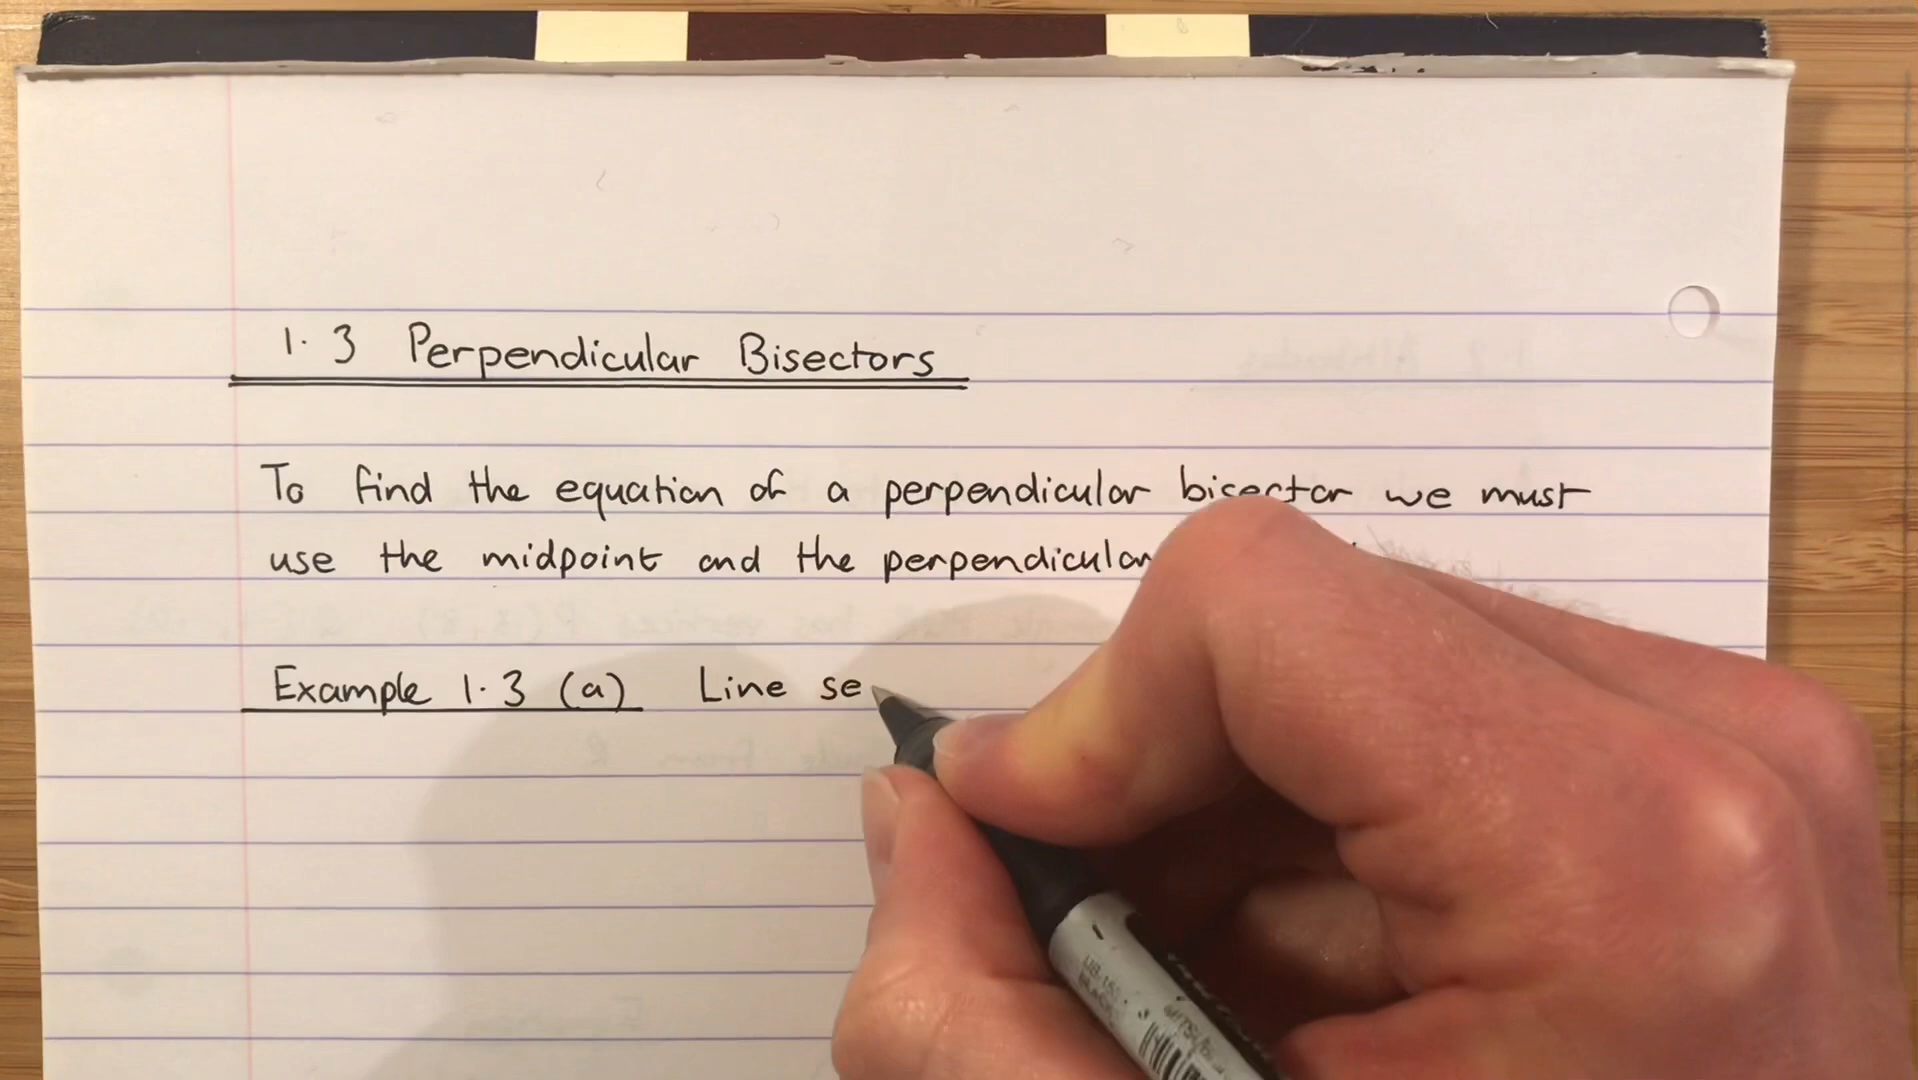 1.3 Perpendicular Bisectors
To find the equation of a perpendicular bisector we must
use the midpoint and the perpendicular
Example 1.3 (a) Line se